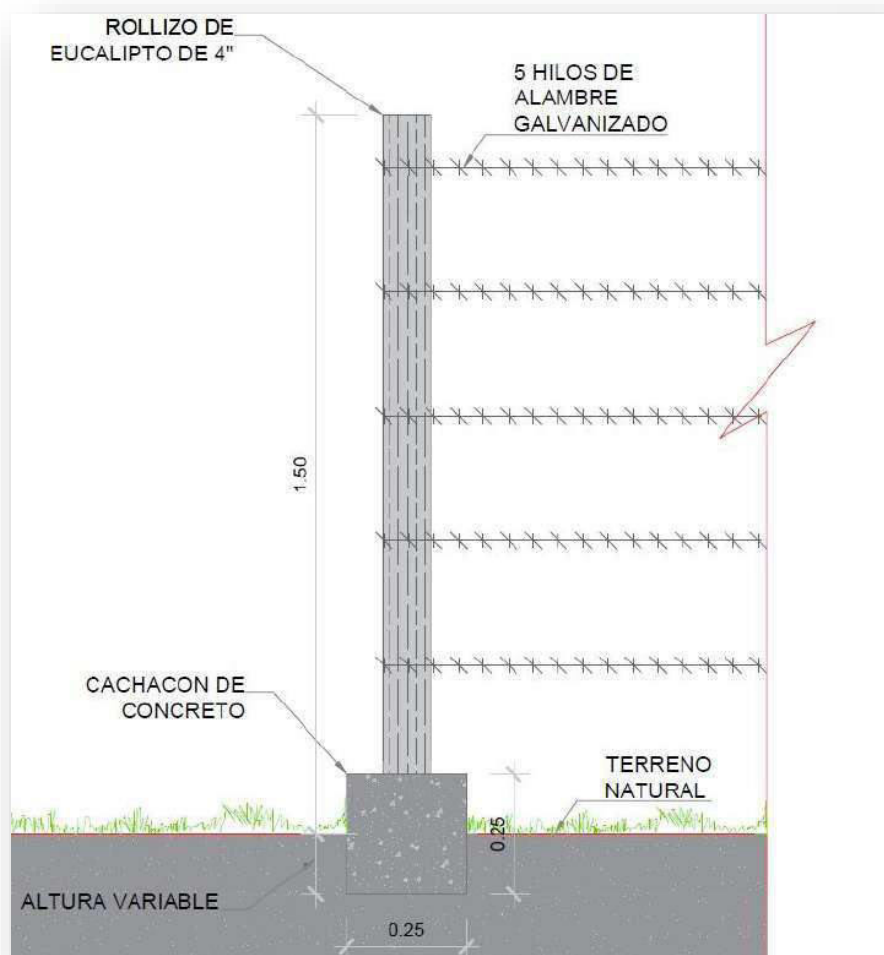 ROLLIZO DE
EUCALIPTO DE 4"
5 HILOS DE
ALAMBRE
GALVANIZADO
1.50
CACHACON DE
CONCRETO
TERRENO
NATURAL
0.25
ALTURA VARIABLE
0.25